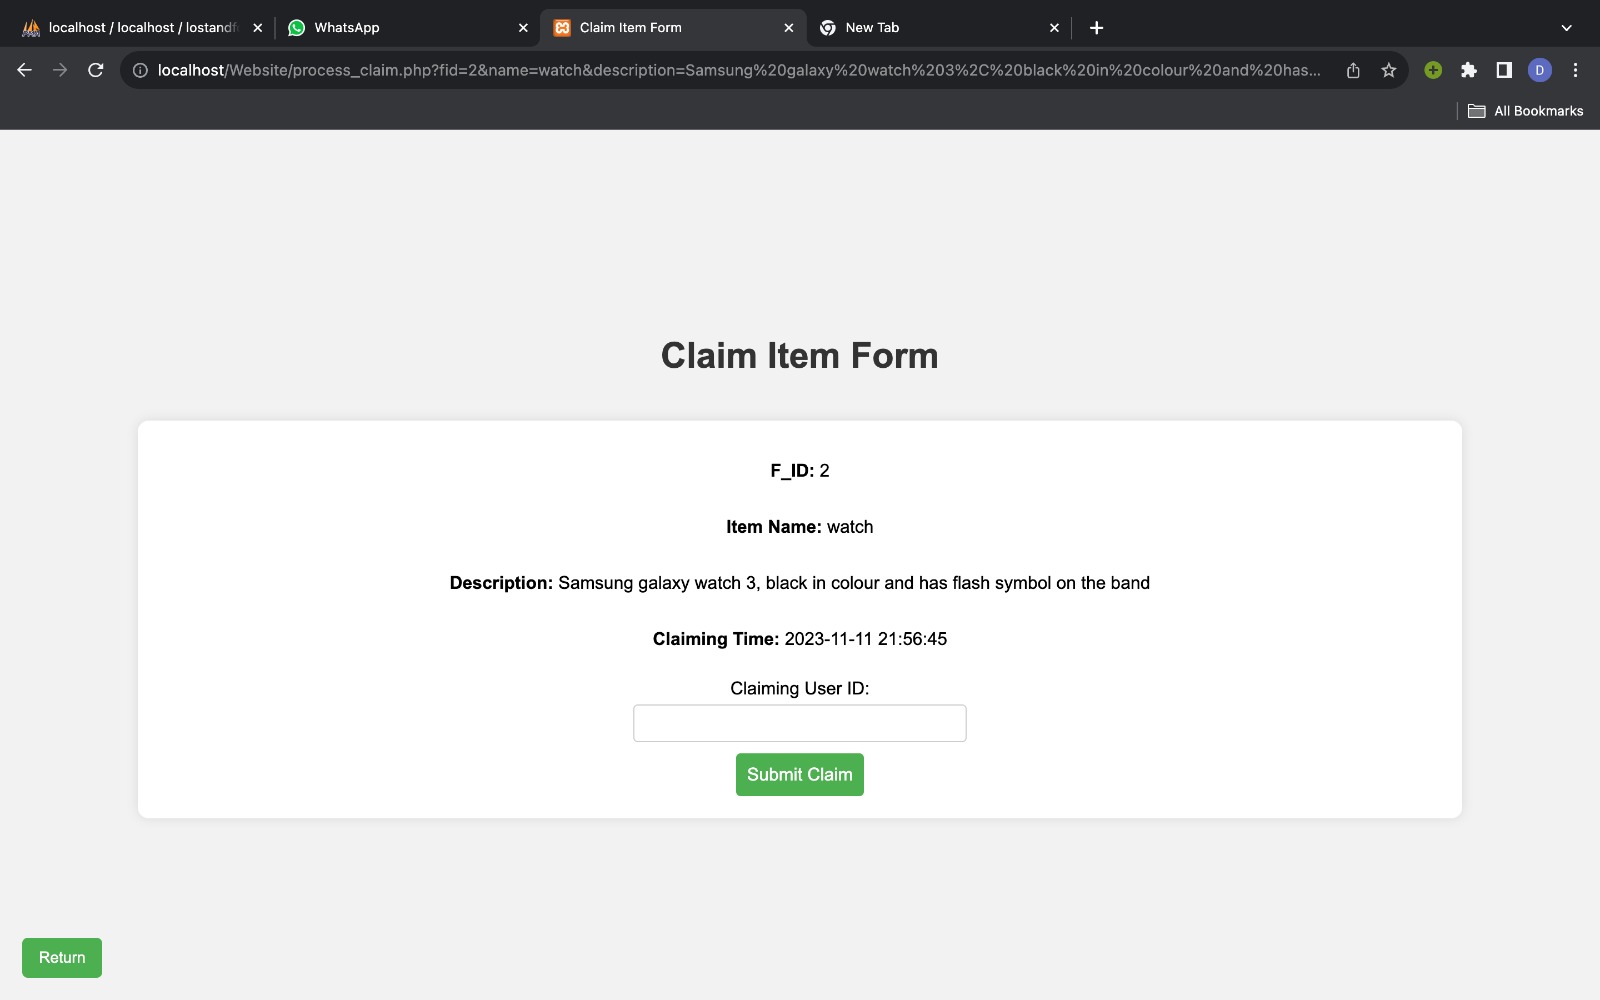 localhost / localhost / lostandf
WhatsApp
Claim Item Form
New Tab
localhost/Website/process_claim.php?fid=2&name=watch&description=Samsung%20galaxy%20watch%203%2C%20black%20in%20colour%20and%20has...
D
All Bookmarks
Claim Item Form
F_ID: 2
Item Name: watch
Description: Samsung galaxy watch 3, black in colour and has flash symbol on the band
Claiming Time: 2023-11-11 21:56:45
Claiming User ID:
Submit Claim
Return